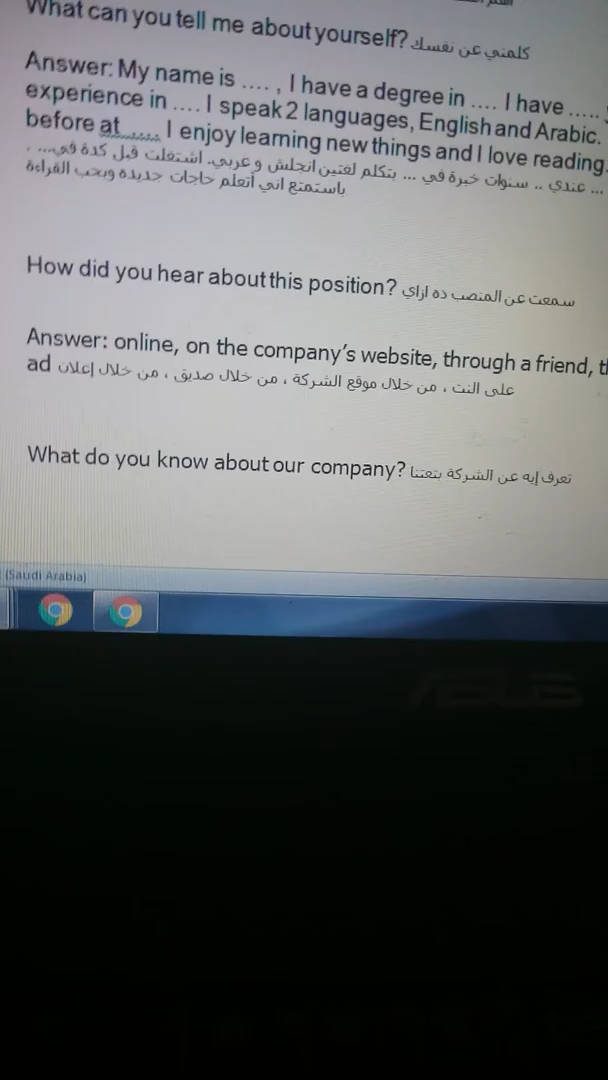 What can you tell me about yourself? كلمني عن نفسك
Answer: My name is .... , I have a degree in .... I have .....
experience in .... I speak 2 languages, English and Arabic.
before at ...... I enjoy learning new things and I love reading.
... عندي .. سنوات خبرة في ... بتكلم لغتين انجلش و عربي. اشتغلت قبل كدة في.... .
باستمتع اني أتعلم حاجات جديدة وبحب القراءة
How did you hear about this position? سمعت عن المنصب ده ازاي
Answer: online, on the company's website, through a friend,
ad على النت ، من خلال موقع الشركة ، من خلال صديق ، من خلال إعلان
What do you know about our company? تعرف إيه عن الشركة بتعتنا
(Saudi Arabia)
ASUS